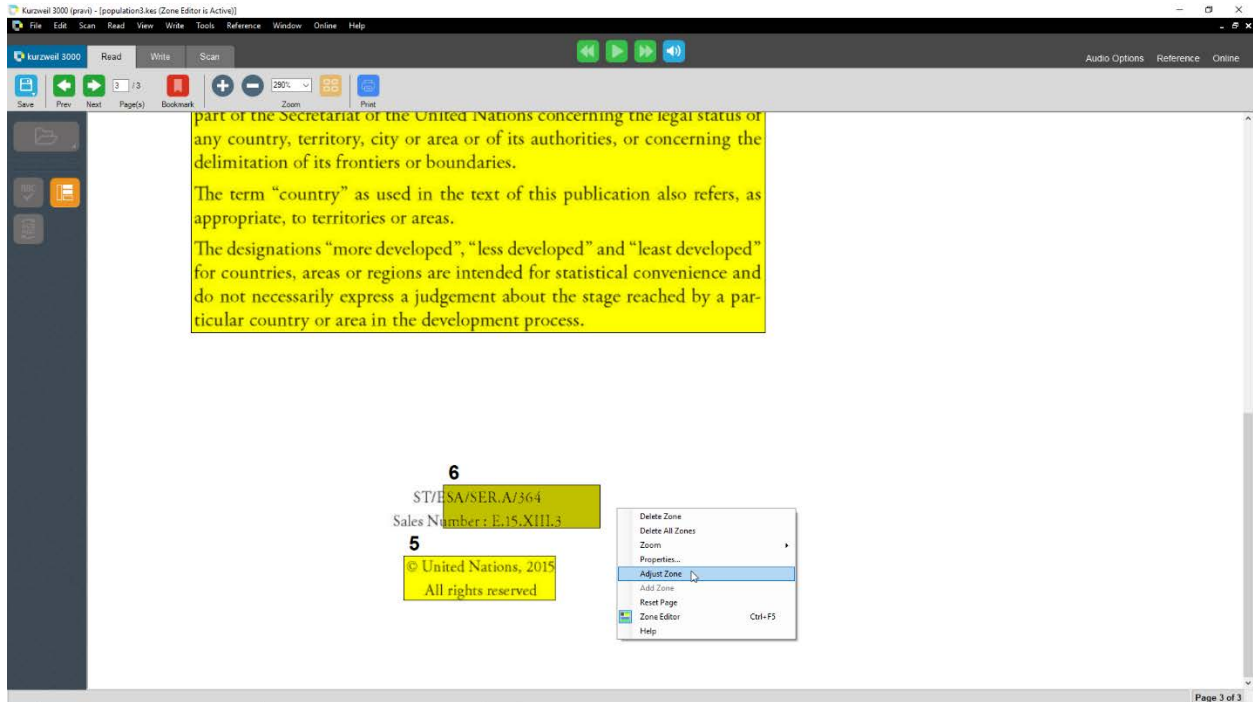 Kurzweil 3000 (pravi) - [population3.kes (Zone Editor is Active)]
File Edit Scan Read View Write Tools Reference Window Online Help
kurzweil 3000 Read Write Scan Audio Options Reference Online
3 / 3 290%
Save Prev Next Page(s) Bookmark Zoom Print
part of the Secretariat of the United Nations concerning the legal status of
any country, territory, city or area or of its authorities, or concerning the
delimitation of its frontiers or boundaries.
The term “country” as used in the text of this publication also refers, as
appropriate, to territories or areas.
The designations “more developed”, “less developed” and “least developed”
for countries, areas or regions are intended for statistical convenience and
do not necessarily express a judgement about the stage reached by a par-
ticular country or area in the development process.
6
ST/ESA/SER.A/364
Sales Number : E.15.XIII.3
5
© United Nations, 2015
All rights reserved
Delete Zone
Delete All Zones
Zoom
Properties...
Adjust Zone
Add Zone
Reset Page
Zone Editor Ctrl+F5
Help
Page 3 of 3